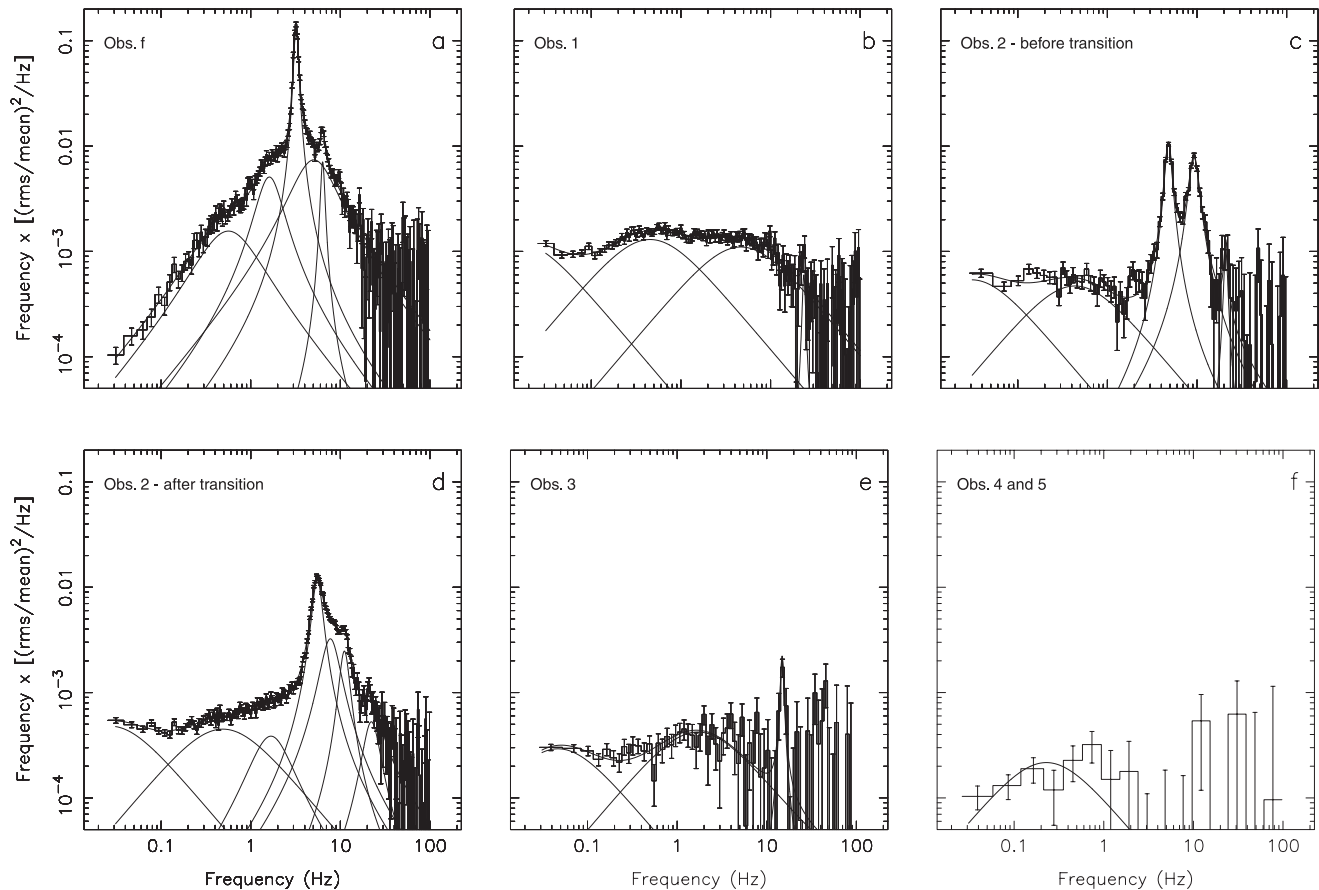 Obs. f
a
Obs. 1
b
Obs. 2 - before transition
c
Frequency × [(rms/mean)²/Hz]
0.1
0.01
10⁻³
10⁻⁴
Obs. 2 - after transition
d
Obs. 3
e
Obs. 4 and 5
f
Frequency × [(rms/mean)²/Hz]
0.1
0.01
10⁻³
10⁻⁴
0.1 1 10 100
0.1 1 10 100
0.1 1 10 100
Frequency (Hz)
Frequency (Hz)
Frequency (Hz)